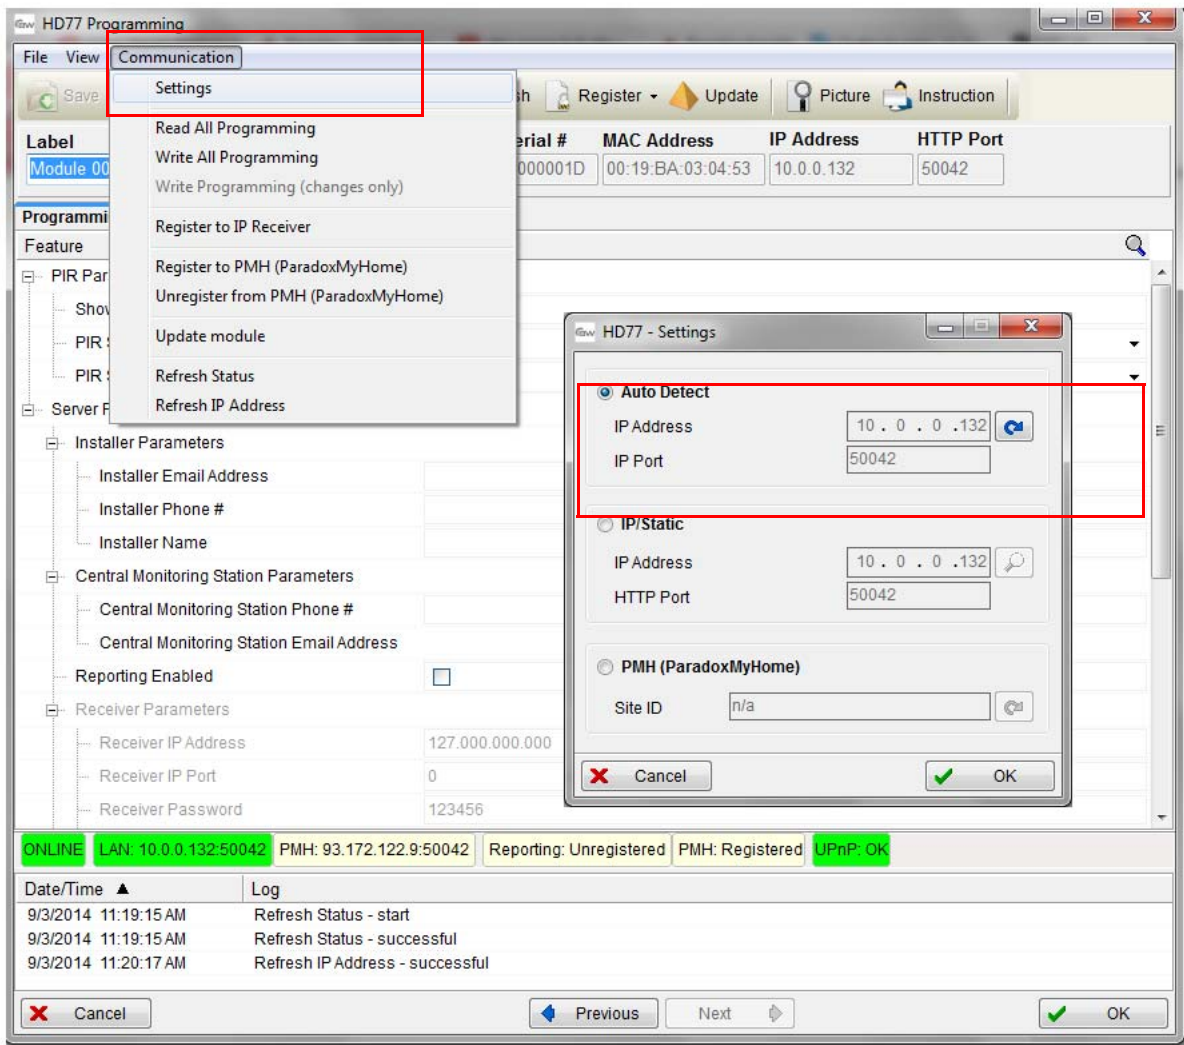 HD77 Programming
File View Communication
Save
Register Update Picture Instruction
Settings
Read All Programming
Write All Programming
Write Programming (changes only)
Register to IP Receiver
Register to PMH (ParadoxMyHome)
Unregister from PMH (ParadoxMyHome)
Update module
Refresh Status
Refresh IP Address
Label MAC Address IP Address HTTP Port
Module 00 000001D 00:19:BA:03:04:53 10.0.0.132 50042
Feature
PIR
PIR
PIR
Server
Installer Parameters
Installer Email Address
Installer Phone #
Installer Name
Central Monitoring Station Parameters
Central Monitoring Station Phone #
Central Monitoring Station Email Address
Reporting Enabled
Receiver Parameters
Receiver IP Address 127.000.000.000
Receiver IP Port 0
Receiver Password 123456
HD77 - Settings
Auto Detect
IP Address 10 . 0 . 0 .132
IP Port 50042
IP/Static
IP Address 10 . 0 . 0 .132
HTTP Port 50042
PMH (ParadoxMyHome)
Site ID n/a
Cancel OK
ONLINE LAN: 10.0.0.132:50042 PMH: 93.172.122.9:50042 Reporting: Unregistered PMH: Registered UPnP: OK
Date/Time Log
9/3/2014 11:19:15 AM Refresh Status - start
9/3/2014 11:19:15 AM Refresh Status - successful
9/3/2014 11:20:17 AM Refresh IP Address - successful
Cancel Previous Next OK